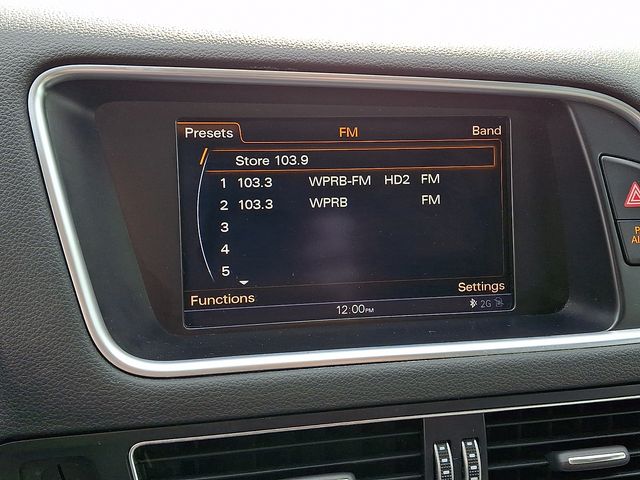 Presets FM Band
Store 103.9
1 103.3 WPRB-FM HD2 FM
2 103.3 WPRB FM
3
4
5
Functions Settings
12:00PM 2G